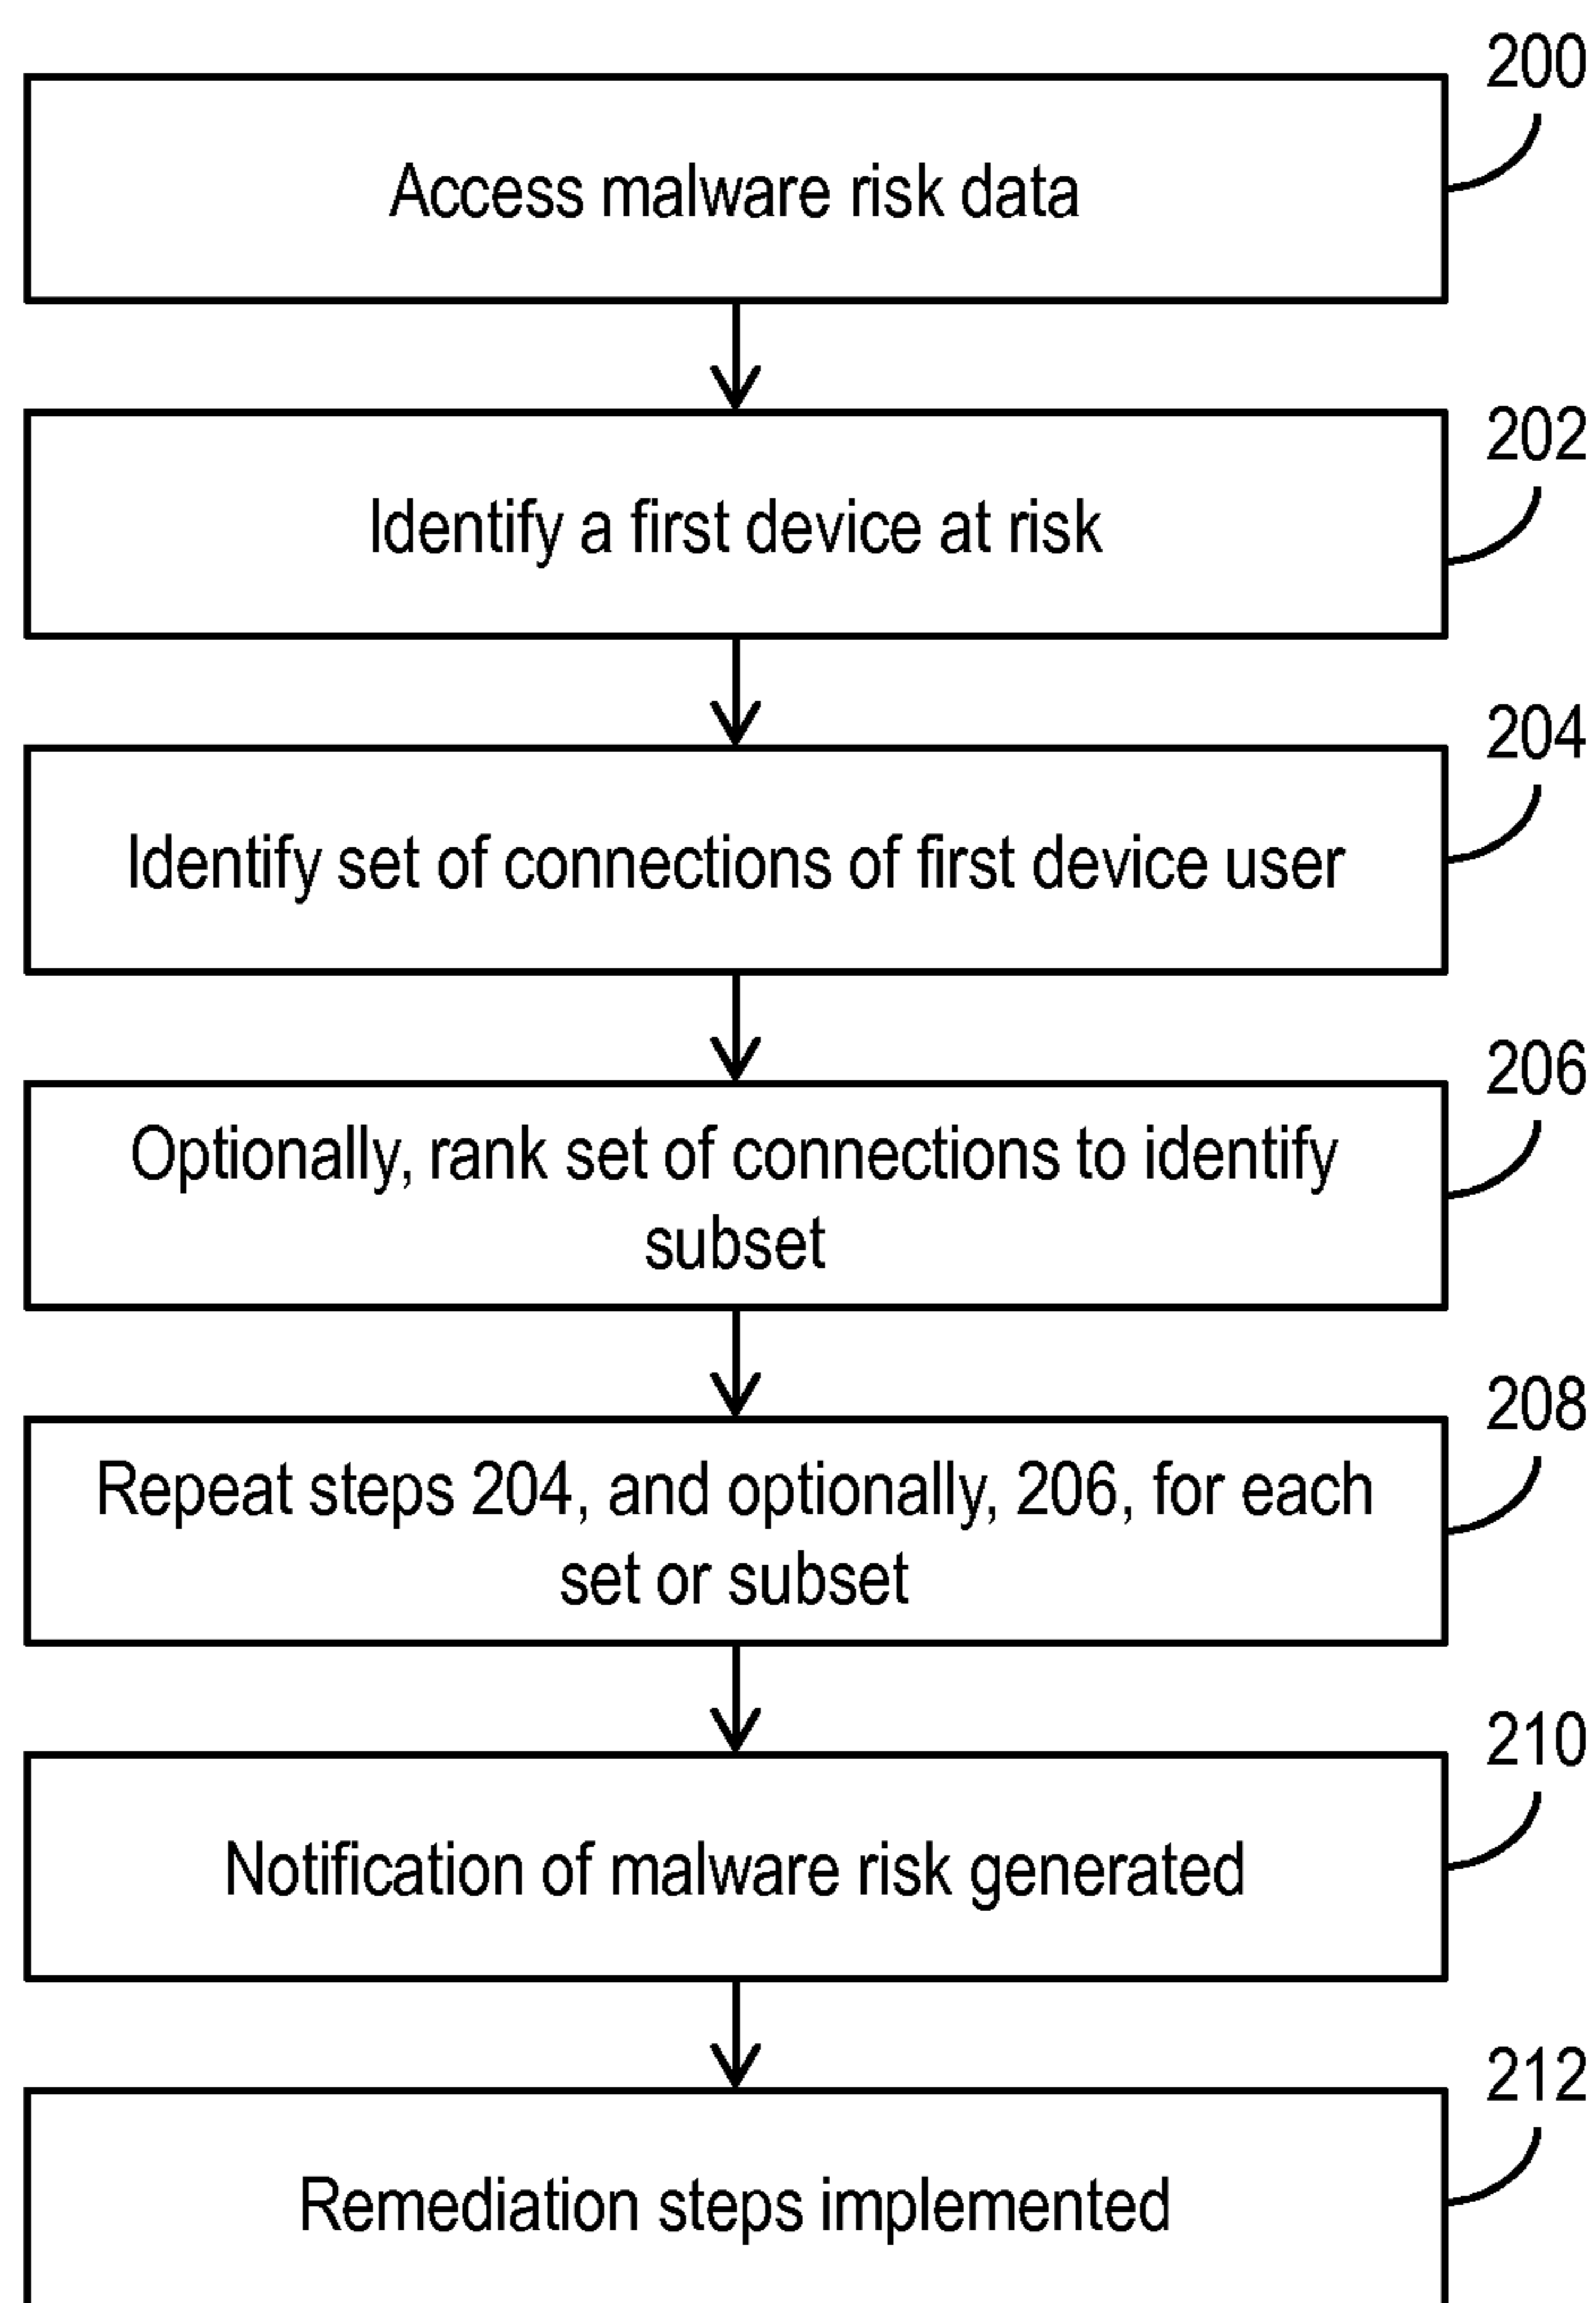 200
Access malware risk data
202
Identify a first device at risk
204
Identify set of connections of first device user
206
Optionally, rank set of connections to identify
subset
208
Repeat steps 204, and optionally, 206, for each
set or subset
210
Notification of malware risk generated
212
Remediation steps implemented